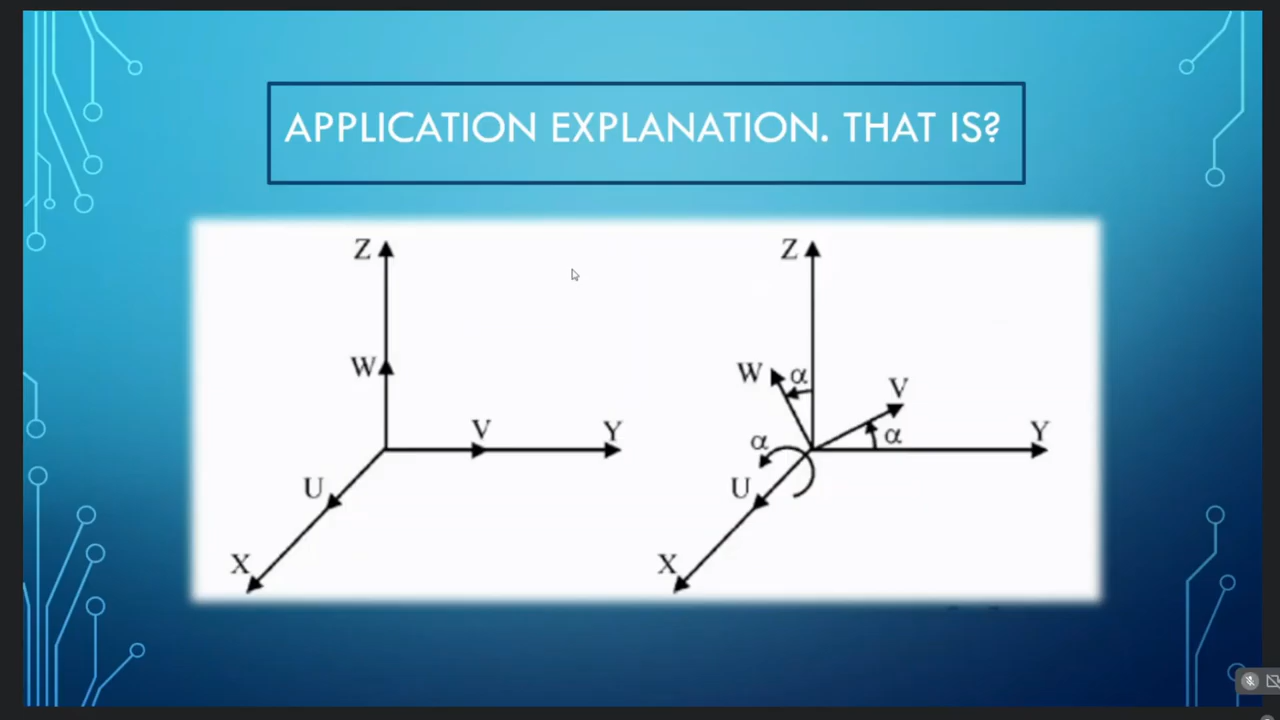 APPLICATION EXPLANATION. THAT IS?
Z
W
V
Y
U
X
Z
W
α
V
α
Y
α
U
X